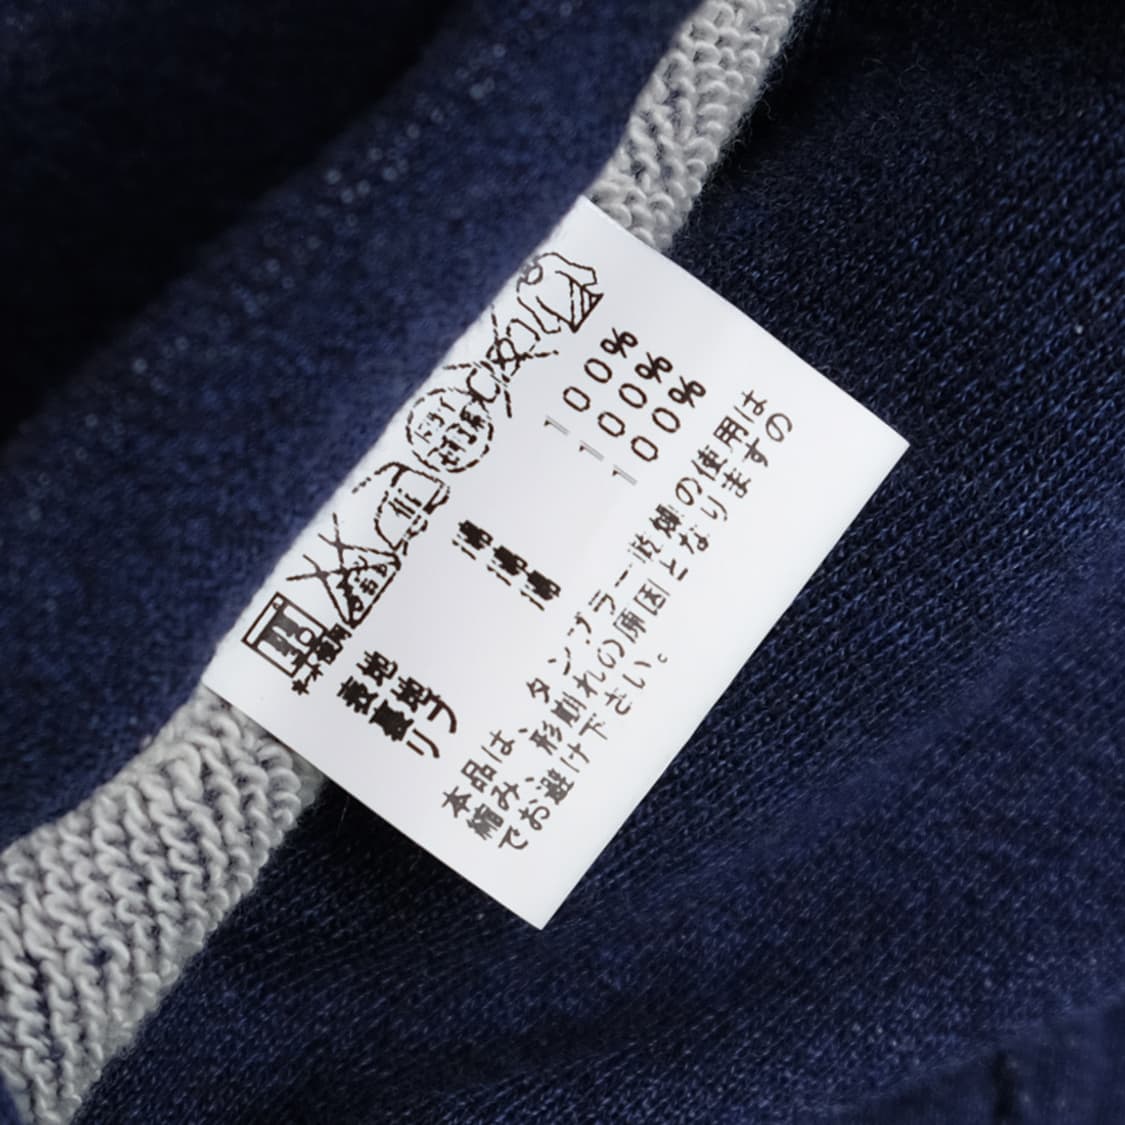 表地 綿 100%
裏地 綿 100%
リブ 綿 100%
本品は、タンブラー乾燥の使用は
縮み、形崩れの原因となりますの
でお避け下さい。